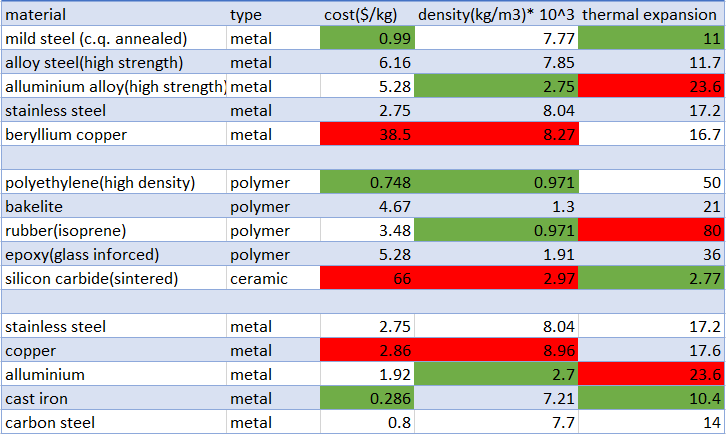 material type cost($/kg) density(kg/m3)* 10^3 thermal expansion
mild steel (c.q. annealed) metal 0.99 7.77 11
alloy steel(high strength) metal 6.16 7.85 11.7
alluminium alloy(high strength) metal 5.28 2.75 23.6
stainless steel metal 2.75 8.04 17.2
beryllium copper metal 38.5 8.27 16.7
polyethylene(high density) polymer 0.748 0.971 50
bakelite polymer 4.67 1.3 21
rubber(isoprene) polymer 3.48 0.971 80
epoxy(glass inforced) polymer 5.28 1.91 36
silicon carbide(sintered) ceramic 66 2.97 2.77
stainless steel metal 2.75 8.04 17.2
copper metal 2.86 8.96 17.6
alluminium metal 1.92 2.7 23.6
cast iron metal 0.286 7.21 10.4
carbon steel metal 0.8 7.7 14